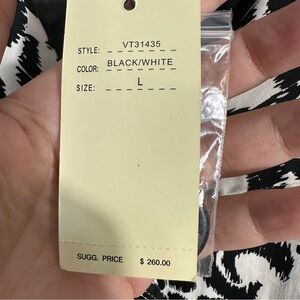 STYLE: VT31435
COLOR: BLACK/WHITE
SIZE: L
SUGG. PRICE $ 260.00